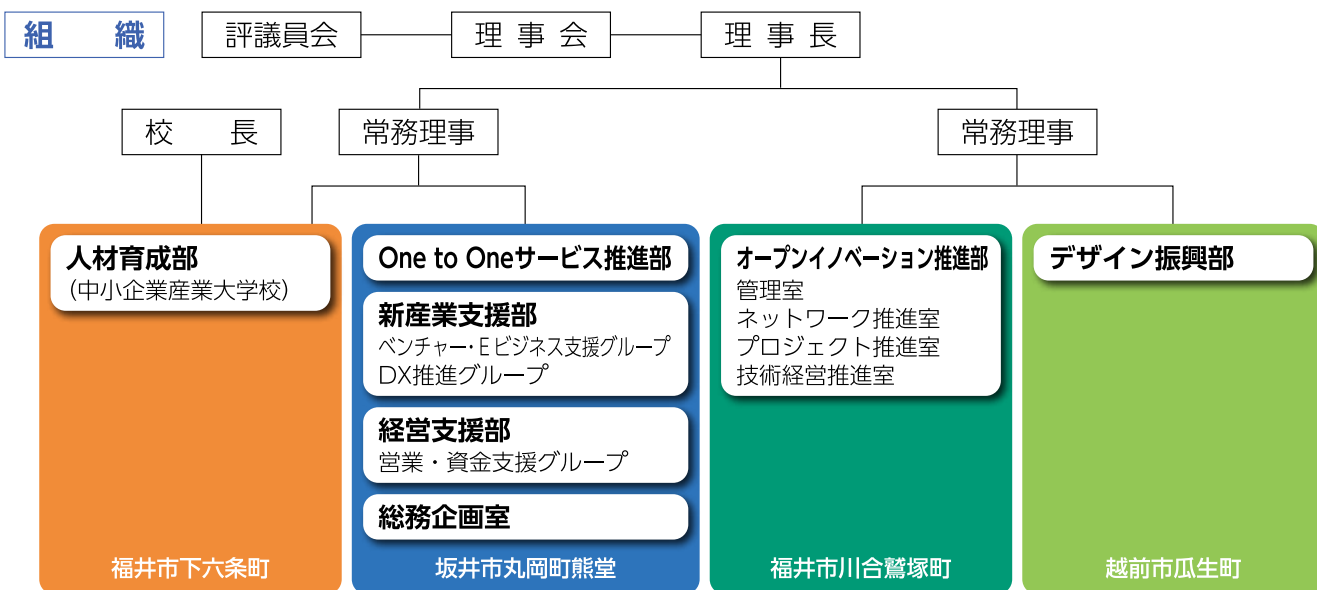 組織
評議員会
理事会
理事長
校長
常務理事
常務理事
人材育成部
(中小企業産業大学校)
福井市下六条町
One to Oneサービス推進部
新産業支援部
ベンチャー・Eビジネス支援グループ
DX推進グループ
経営支援部
営業・資金支援グループ
総務企画室
坂井市丸岡町熊堂
オープンイノベーション推進部
管理室
ネットワーク推進室
プロジェクト推進室
技術経営推進室
福井市川合鷲塚町
デザイン振興部
越前市瓜生町